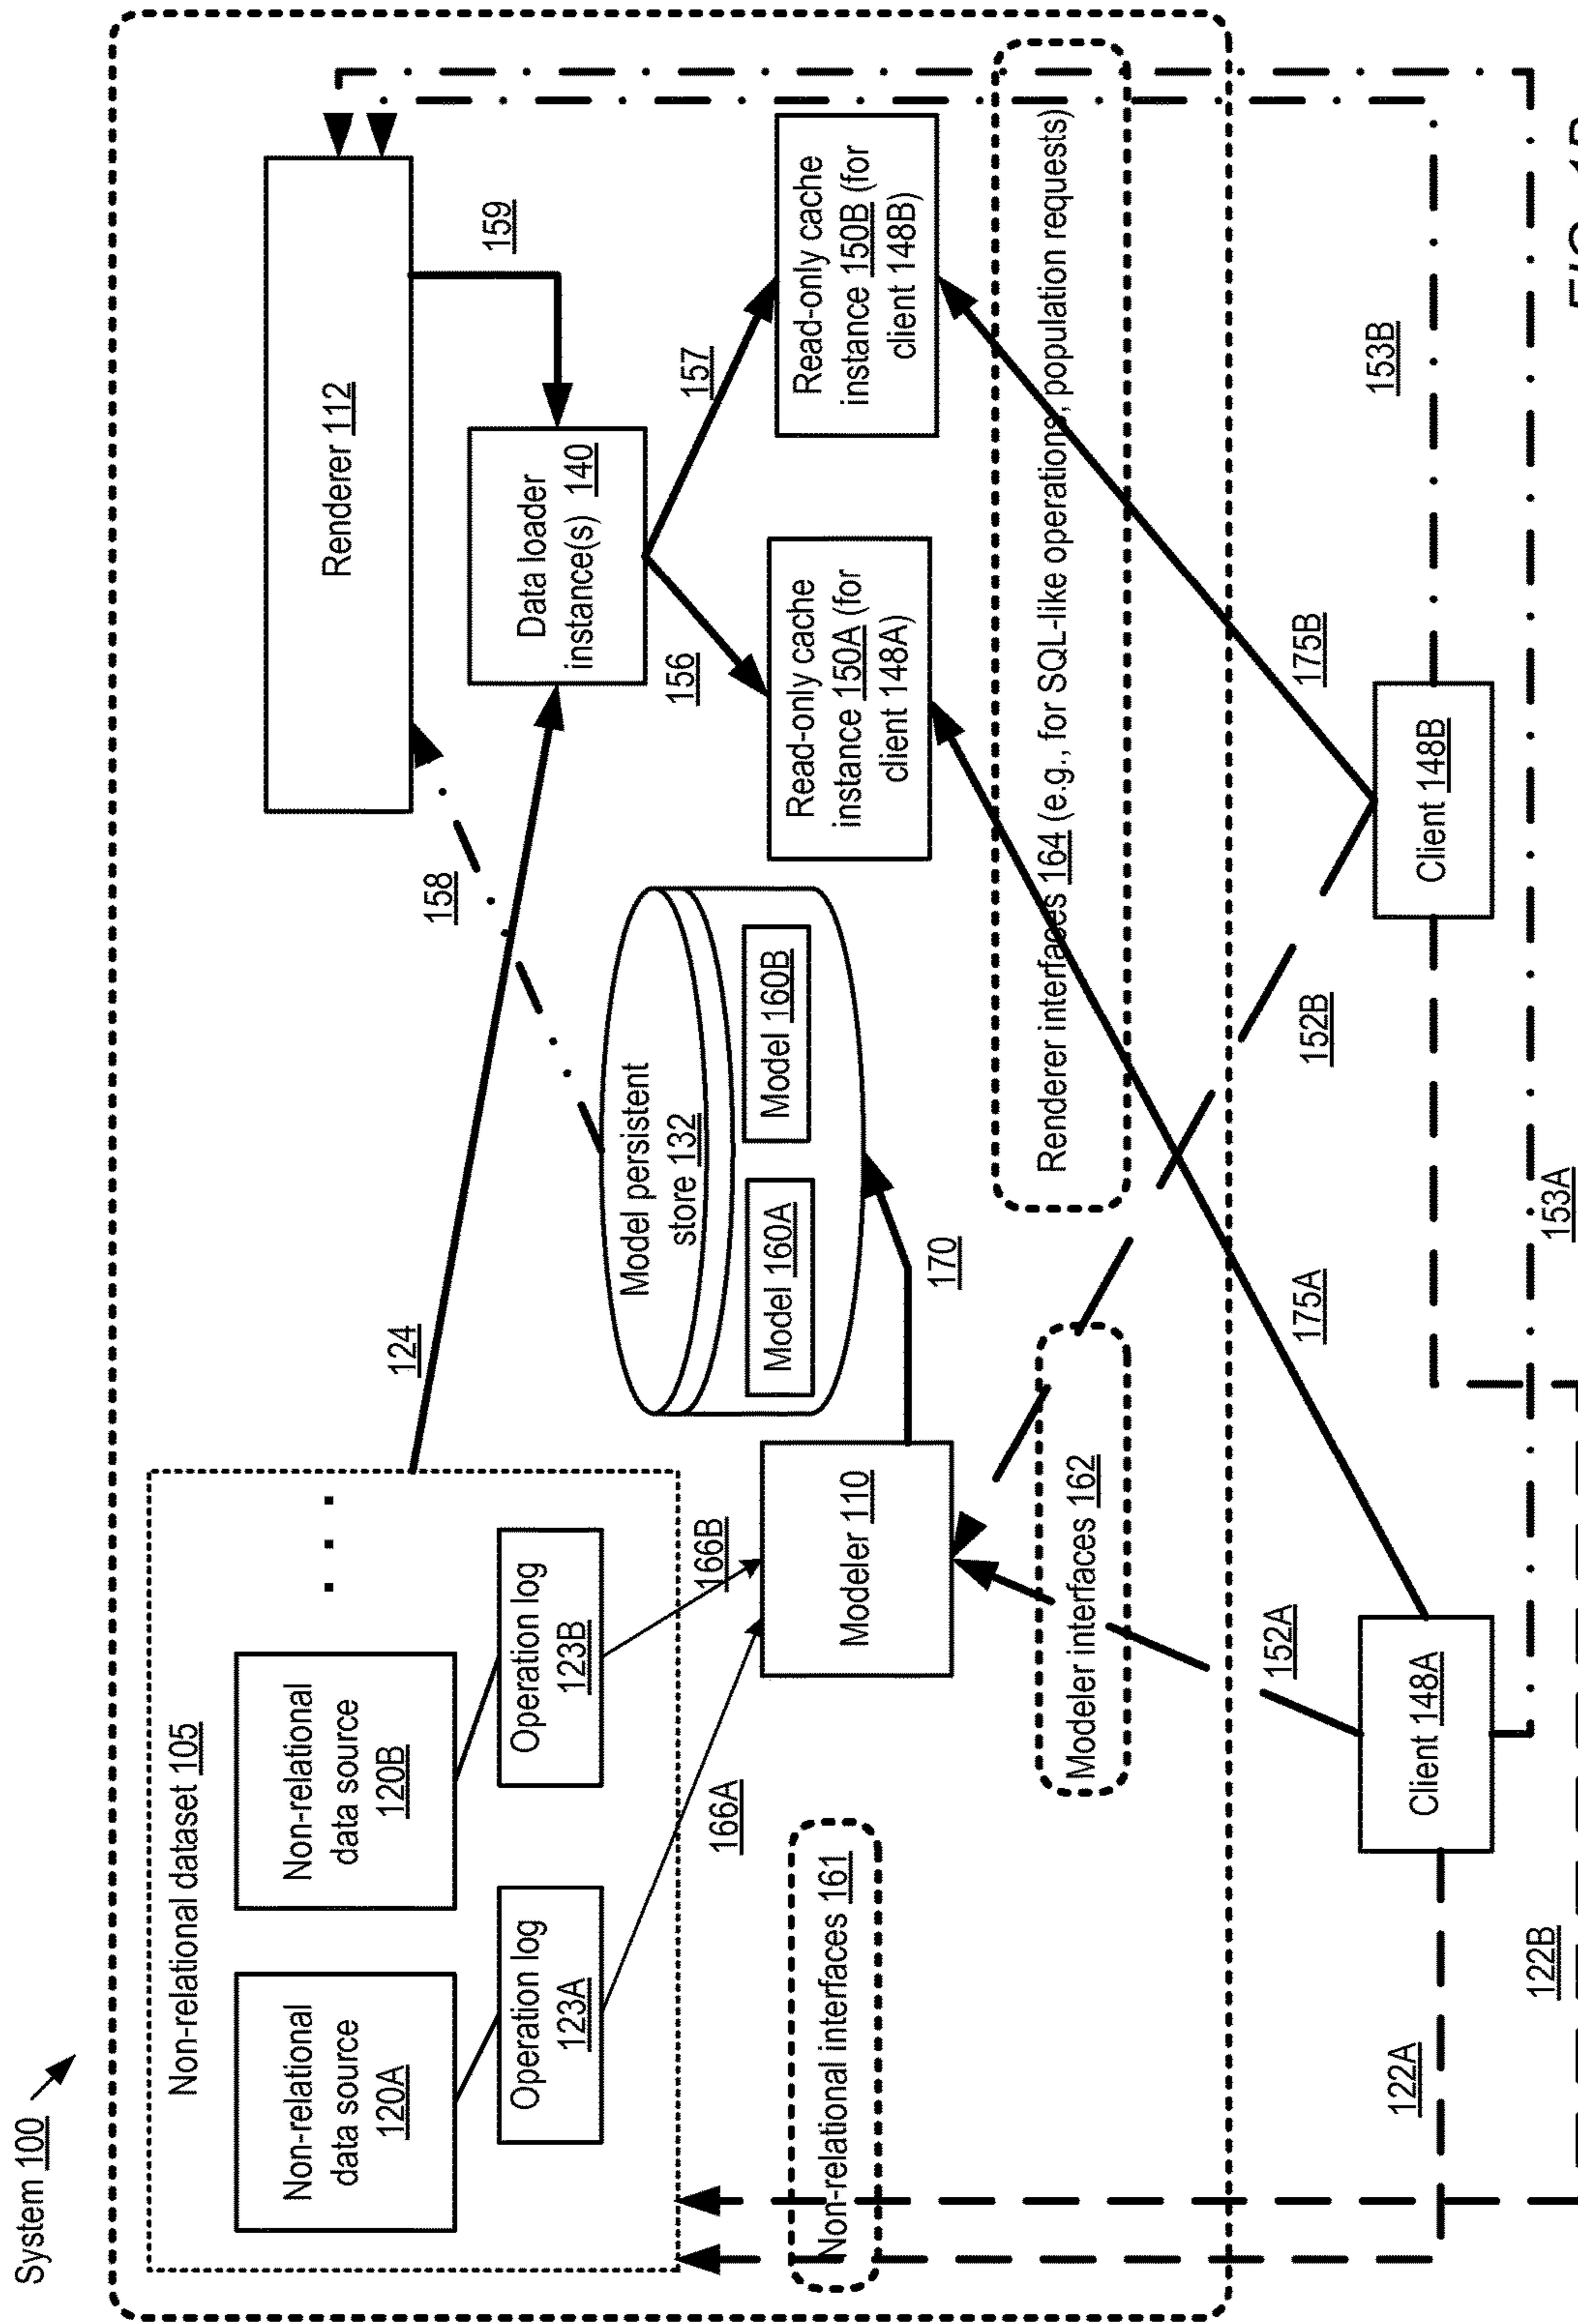 System 100
Non-relational dataset 105
Non-relational
data source
120A
Non-relational
data source
120B
. . .
Operation log
123A
Operation log
123B
124
158
Renderer 112
159
Data loader
instance(s) 140
156
157
Model persistent
store 132
Model 160A
Model 160B
166A
166B
Modeler 110
170
Read-only cache
instance 150A (for
client 148A)
Read-only cache
instance 150B (for
client 148B)
Non-relational interfaces 161
Modeler interfaces 162
Renderer interfaces 164 (e.g., for SQL-like operations, population requests)
152A
152B
175A
175B
153B
122A
Client 148A
Client 148B
122B
153A